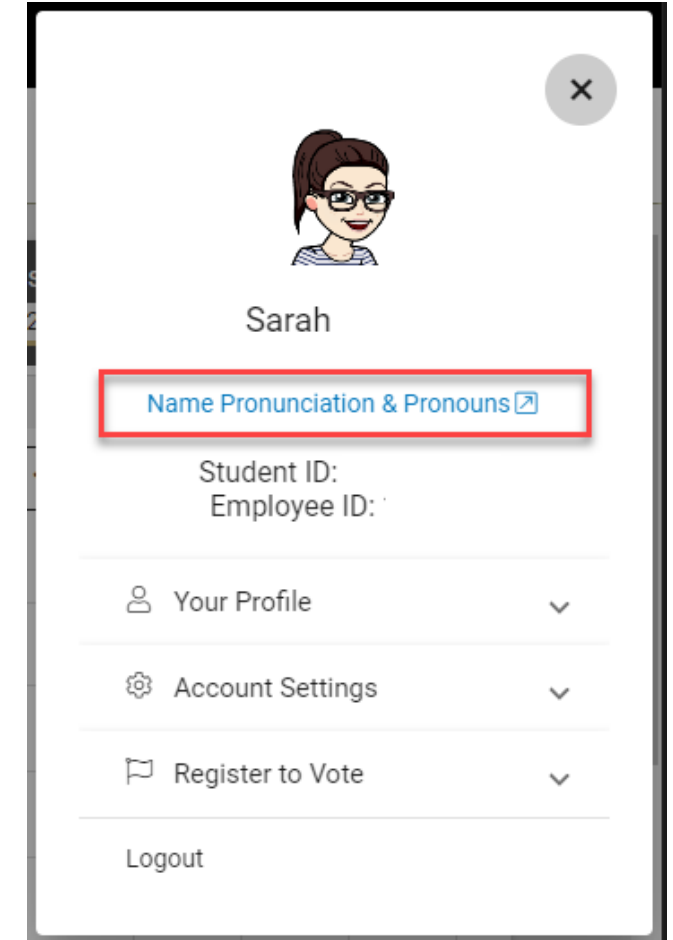 Sarah
Name Pronunciation & Pronouns
Student ID:
Employee ID:
Your Profile
Account Settings
Register to Vote
Logout